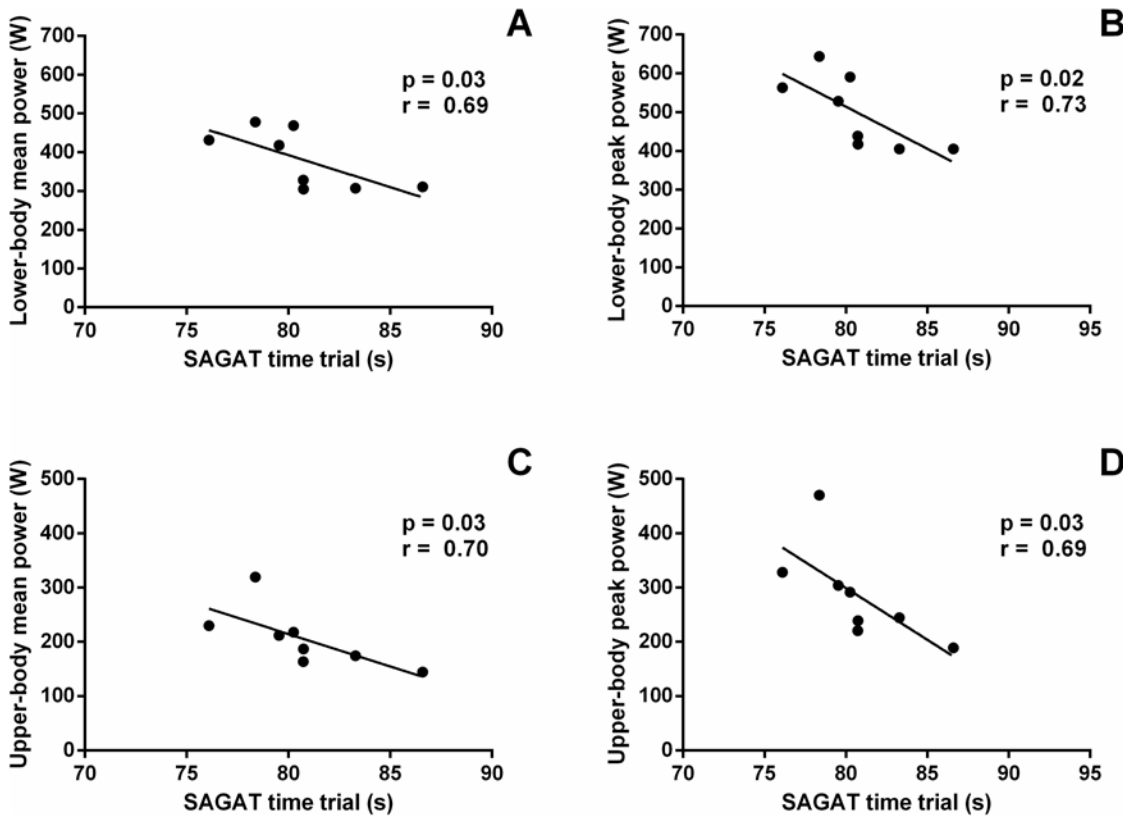 A
Lower-body mean power (W)
700
600
500
400
300
200
100
0
p = 0.03
r = 0.69
70 75 80 85 90
SAGAT time trial (s)
B
Lower-body peak power (W)
700
600
500
400
300
200
100
0
p = 0.02
r = 0.73
70 75 80 85 90 95
SAGAT time trial (s)
C
Upper-body mean power (W)
500
400
300
200
100
0
p = 0.03
r = 0.70
70 75 80 85 90
SAGAT time trial (s)
D
Upper-body peak power (W)
500
400
300
200
100
0
p = 0.03
r = 0.69
70 75 80 85 90 95
SAGAT time trial (s)